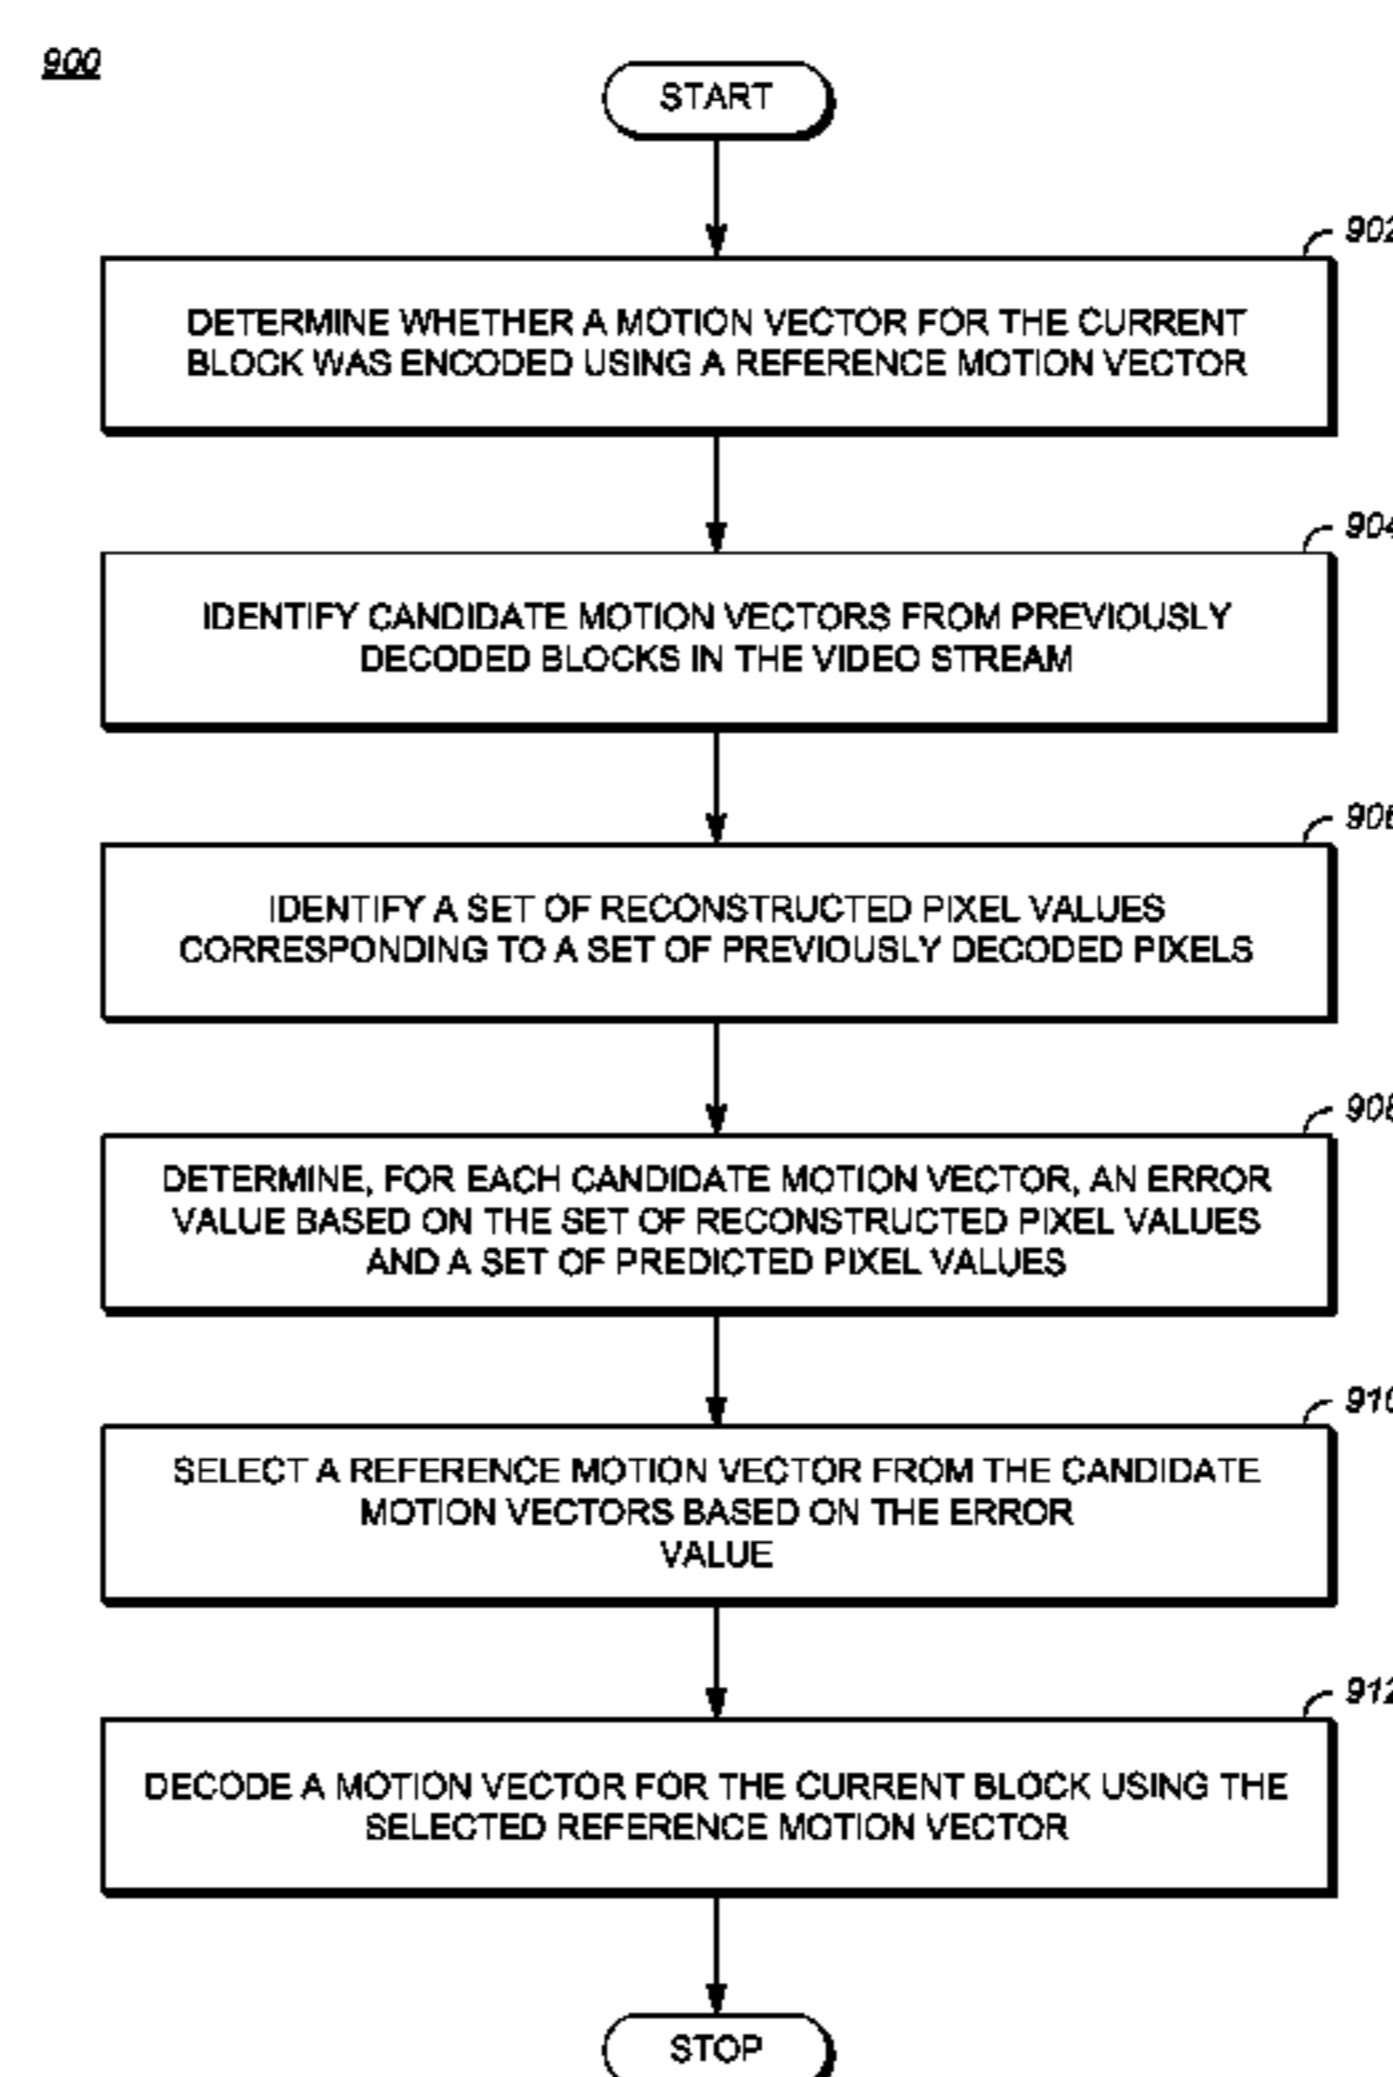 900
START
902
DETERMINE WHETHER A MOTION VECTOR FOR THE CURRENT
BLOCK WAS ENCODED USING A REFERENCE MOTION VECTOR
904
IDENTIFY CANDIDATE MOTION VECTORS FROM PREVIOUSLY
DECODED BLOCKS IN THE VIDEO STREAM
906
IDENTIFY A SET OF RECONSTRUCTED PIXEL VALUES
CORRESPONDING TO A SET OF PREVIOUSLY DECODED PIXELS
908
DETERMINE, FOR EACH CANDIDATE MOTION VECTOR, AN ERROR
VALUE BASED ON THE SET OF RECONSTRUCTED PIXEL VALUES
AND A SET OF PREDICTED PIXEL VALUES
910
SELECT A REFERENCE MOTION VECTOR FROM THE CANDIDATE
MOTION VECTORS BASED ON THE ERROR
VALUE
912
DECODE A MOTION VECTOR FOR THE CURRENT BLOCK USING THE
SELECTED REFERENCE MOTION VECTOR
STOP